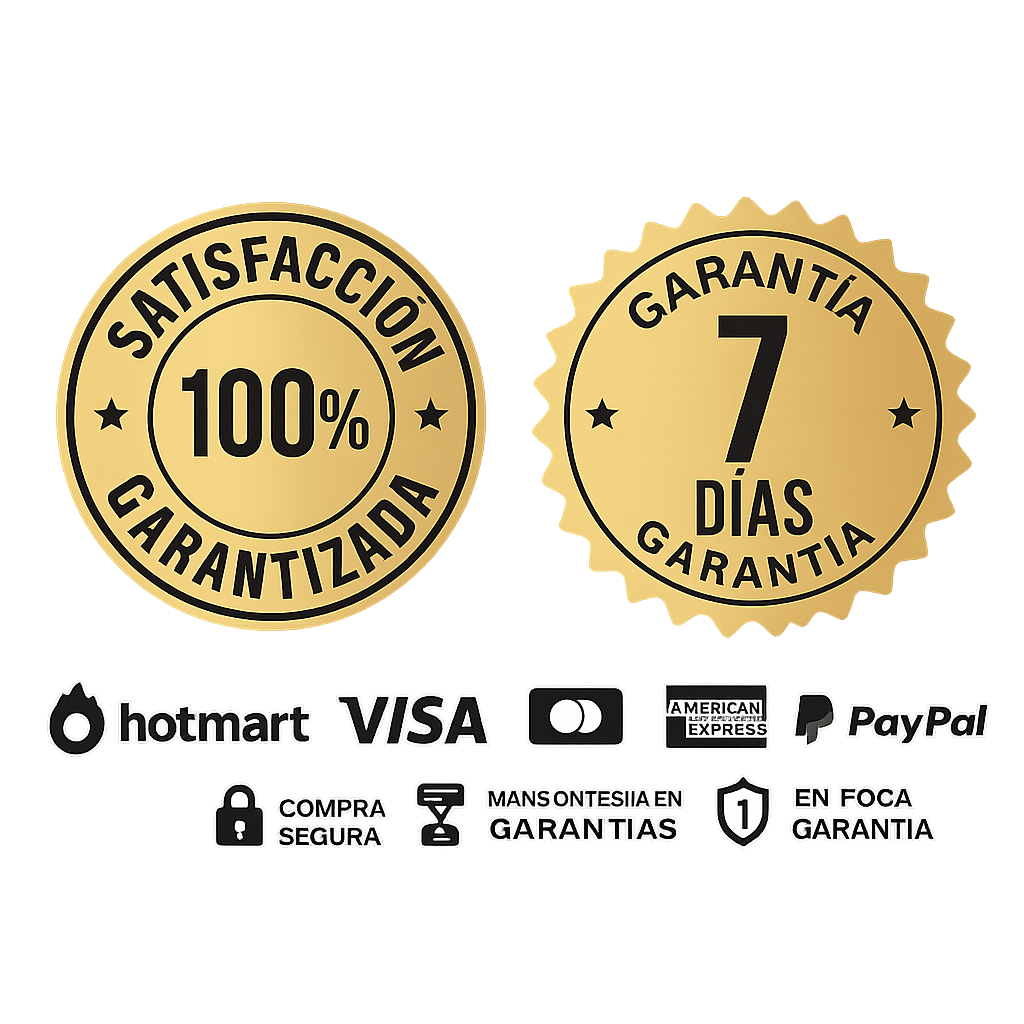 SATISFACCIÓN
100%
GARANTIZADA
GARANTÍA
7
DÍAS
GARANTIA
hotmart
VISA
AMERICAN
EXPRESS
PayPal
COMPRA
SEGURA
MANS ONTESIIA EN
GARANTIAS
1
EN FOCA
GARANTIA